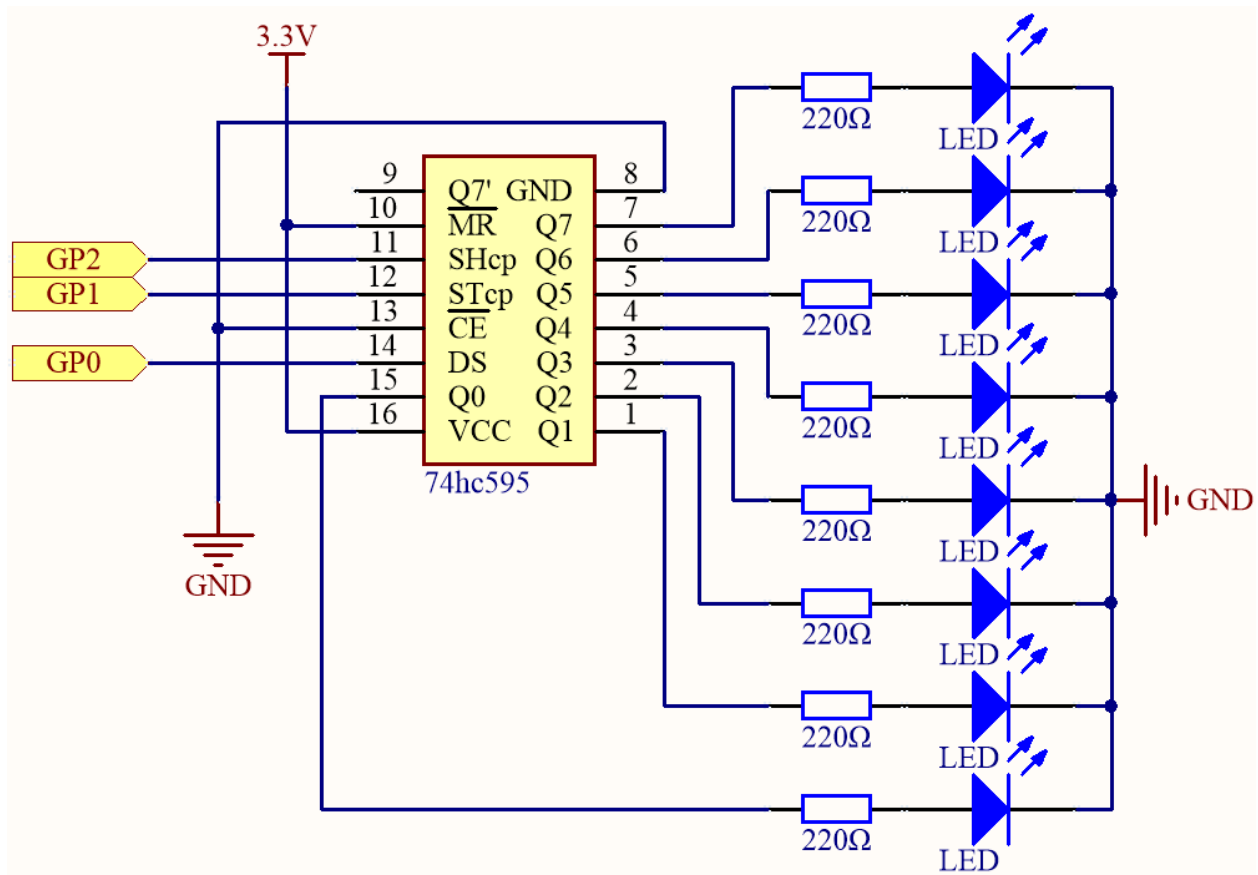 3.3V
GP2
GP1
GP0
9 Q7' GND 8
10 MR Q7 7
11 SHcp Q6 6
12 STcp Q5 5
13 CE Q4 4
14 DS Q3 3
15 Q0 Q2 2
16 VCC Q1 1
74hc595
GND
220Ω
LED
220Ω
LED
220Ω
LED
220Ω
LED
220Ω
LED
220Ω
LED
220Ω
LED
220Ω
LED
GND